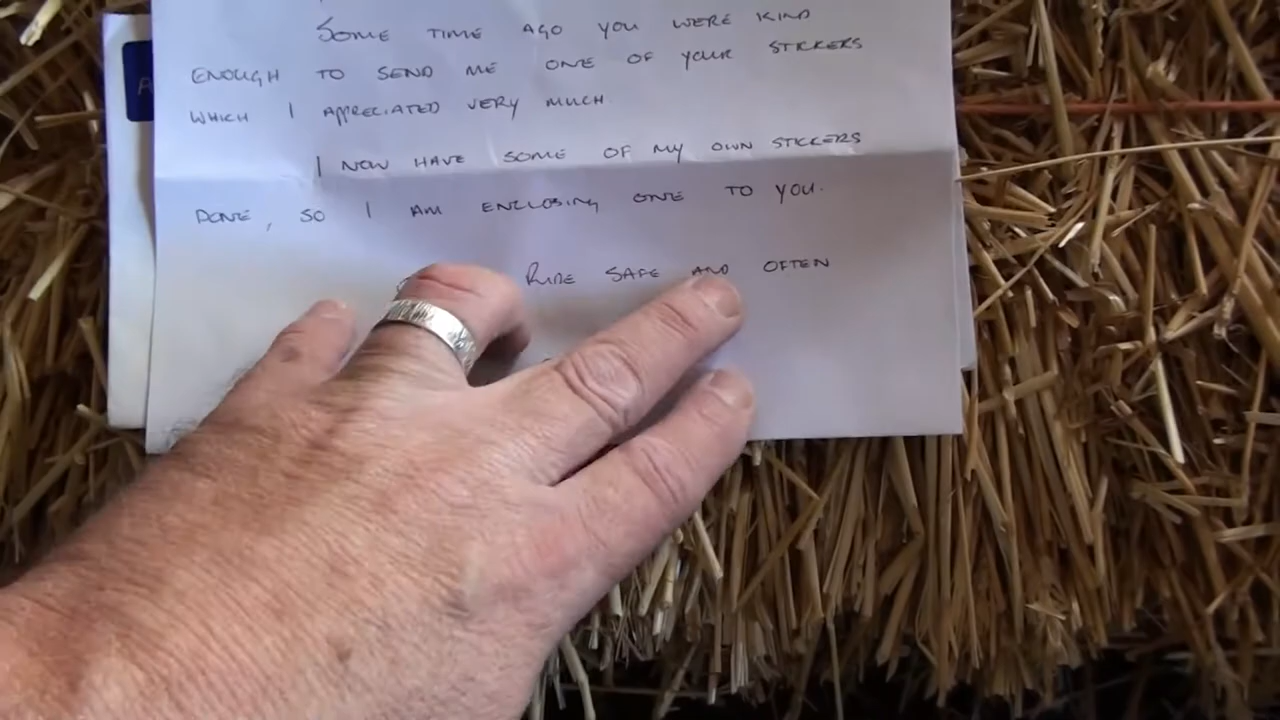 SOME TIME AGO YOU WERE KIND
ENOUGH TO SEND ME ONE OF YOUR STICKERS
WHICH I APPRECIATED VERY MUCH.
I NOW HAVE SOME OF MY OWN STICKERS
DONE, SO I AM ENCLOSING ONE TO YOU.
RIDE SAFE AND OFTEN